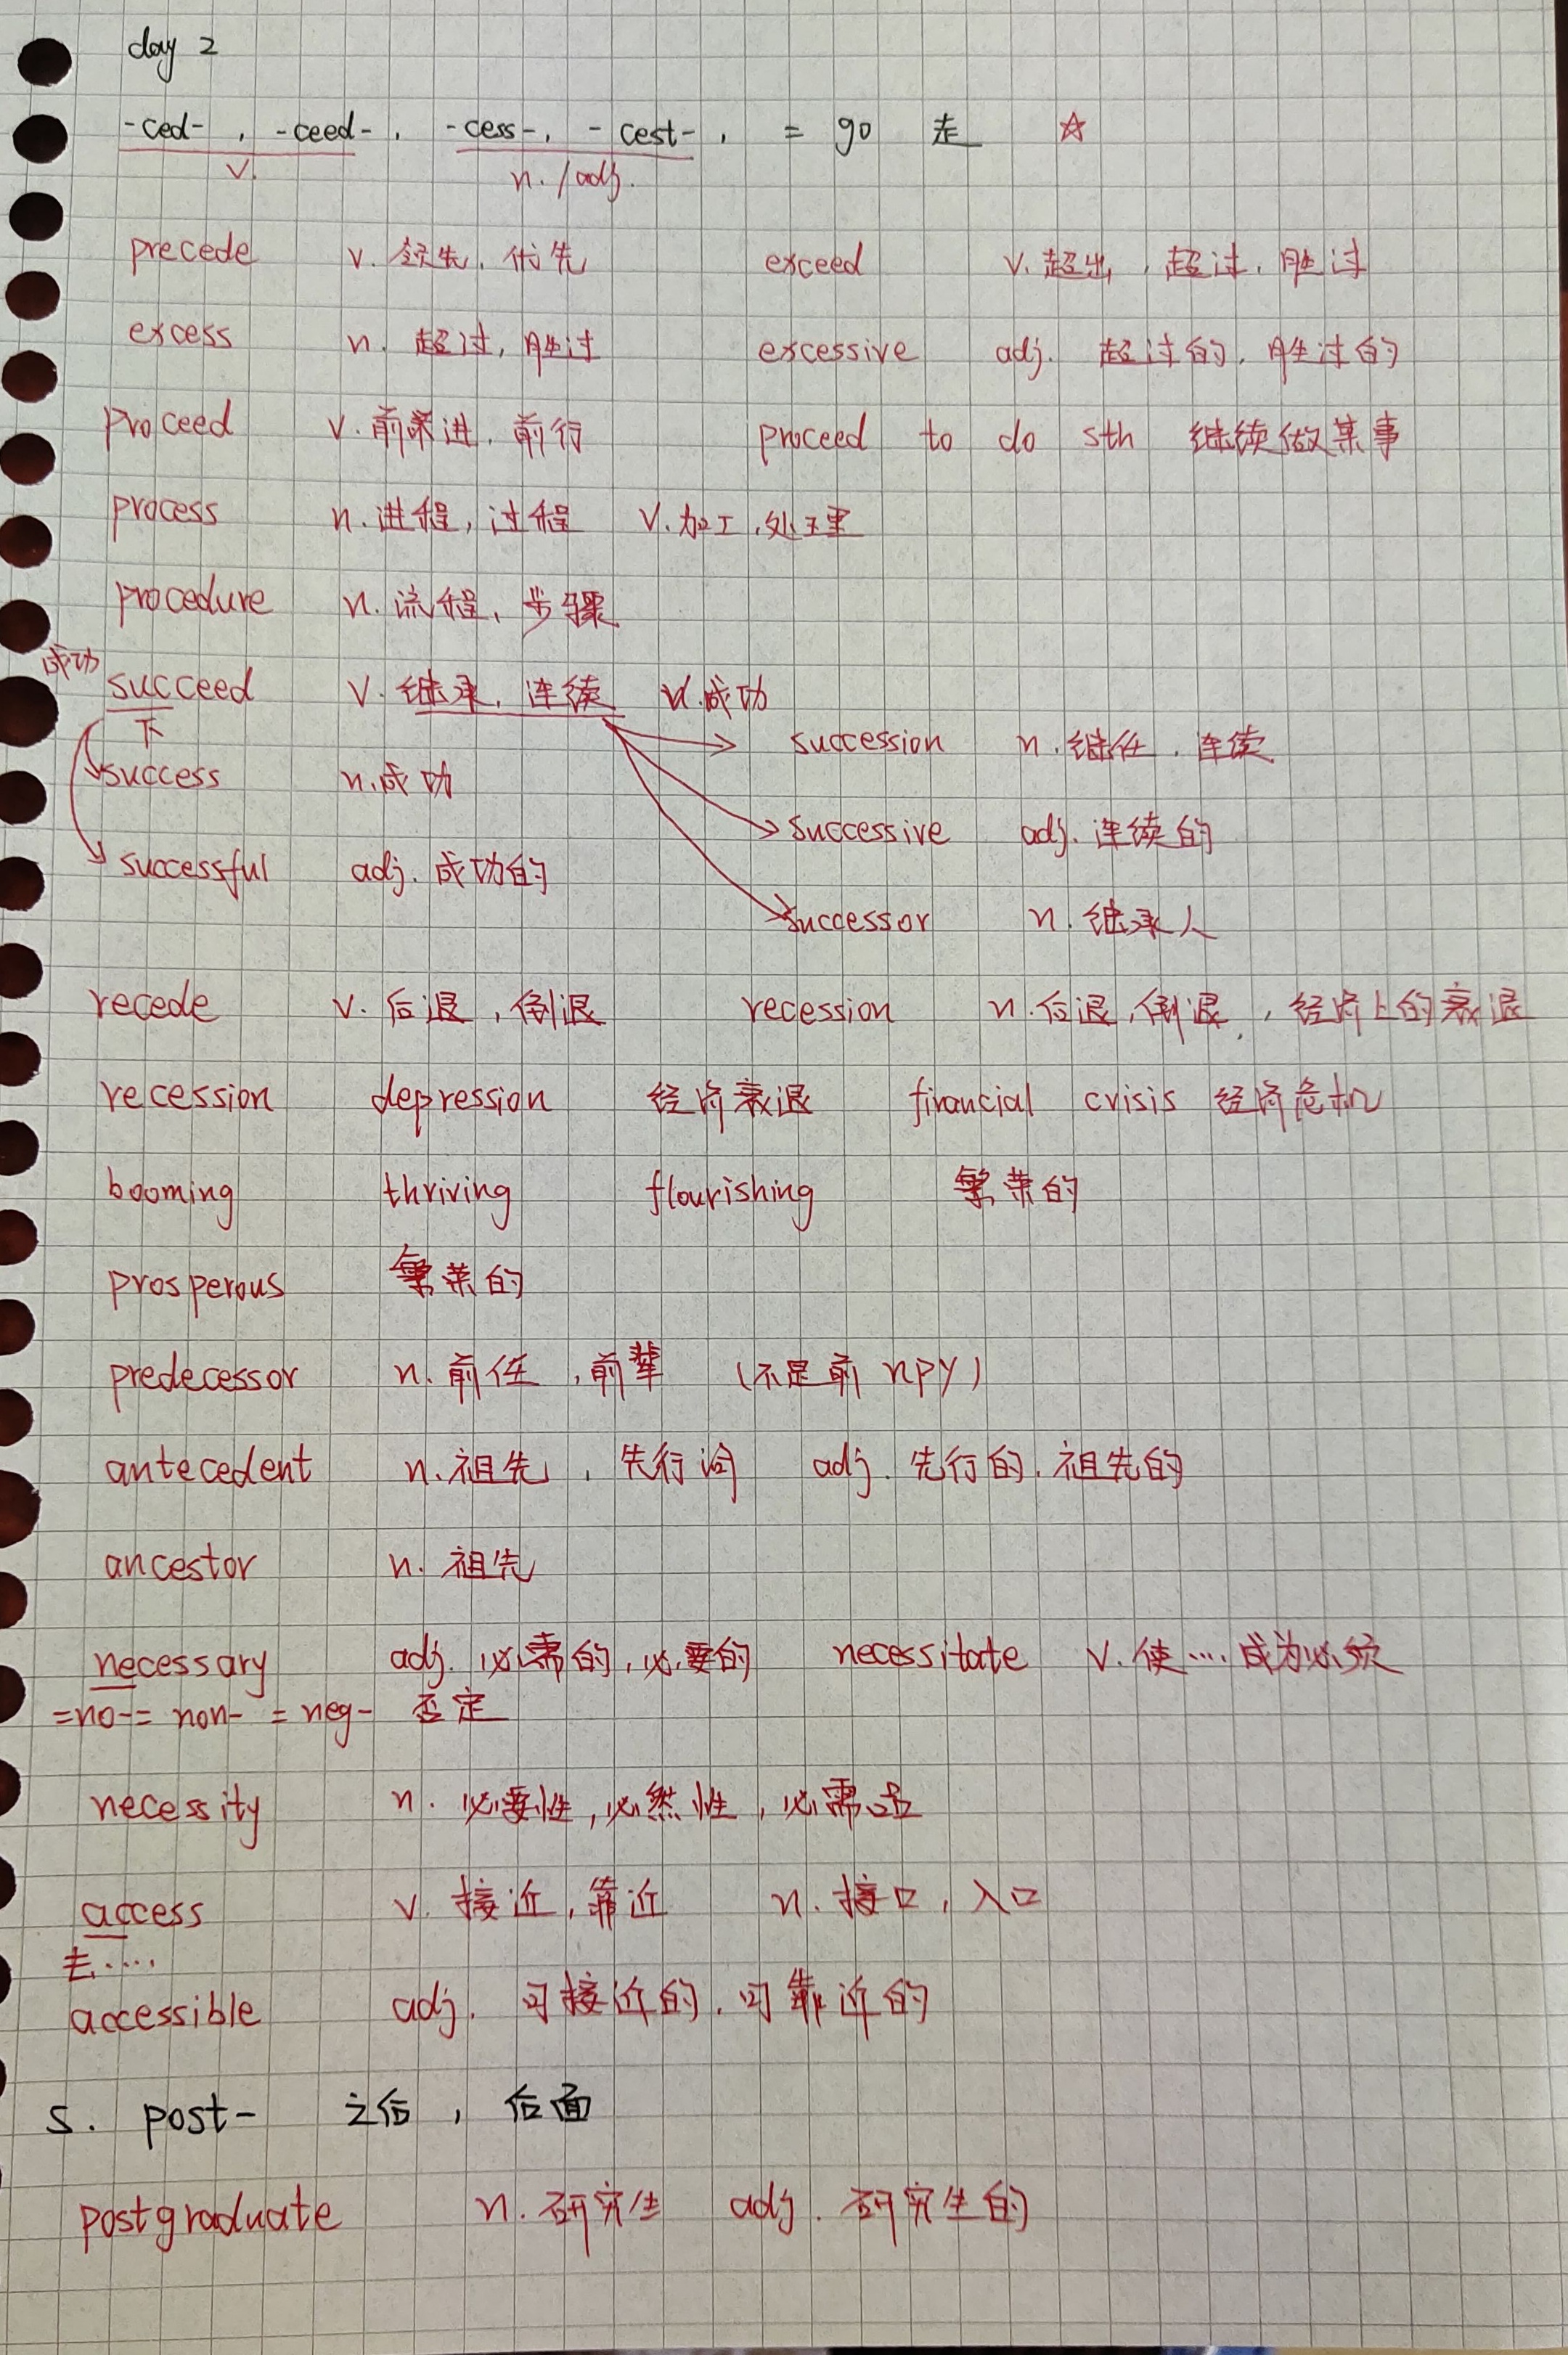 day 2
-ced- , -ceed- , -cess- , -cest- , = go 走 ☆
v. n. / adj.
precede v. 领先, 优先 exceed v. 超出, 超过, 胜过
excess n. 超过, 胜过 excessive adj. 超过的, 胜过的
proceed v. 前进, 前行 proceed to do sth 继续做某事
process n. 进程, 过程 v. 加工, 处理
procedure n. 流程, 步骤
成功
succeed v. 继承, 连续 v. 成功
下 succession n. 继任, 连续
success n. 成功
successive adj. 连续的
successful adj. 成功的
successor n. 继承人
recede v. 后退, 倒退 recession n. 后退, 倒退, 经济上的衰退
recession depression 经济衰退 financial crisis 经济危机
booming thriving flourishing 繁荣的
prosperous 繁荣的
predecessor n. 前任, 前辈 (不是前 npy)
antecedent n. 祖先, 先行词 adj. 先行的, 祖先的
ancestor n. 祖先
necessary adj. 必需的, 必要的 necessitate v. 使…成为必须
=no-= non- = neg- 否定
necessity n. 必要性, 必然性, 必需品
access v. 接近, 靠近 n. 接口, 入口
去.....
accessible adj. 可接近的, 可靠近的
5. post- 之后, 后面
postgraduate n. 研究生 adj. 研究生的